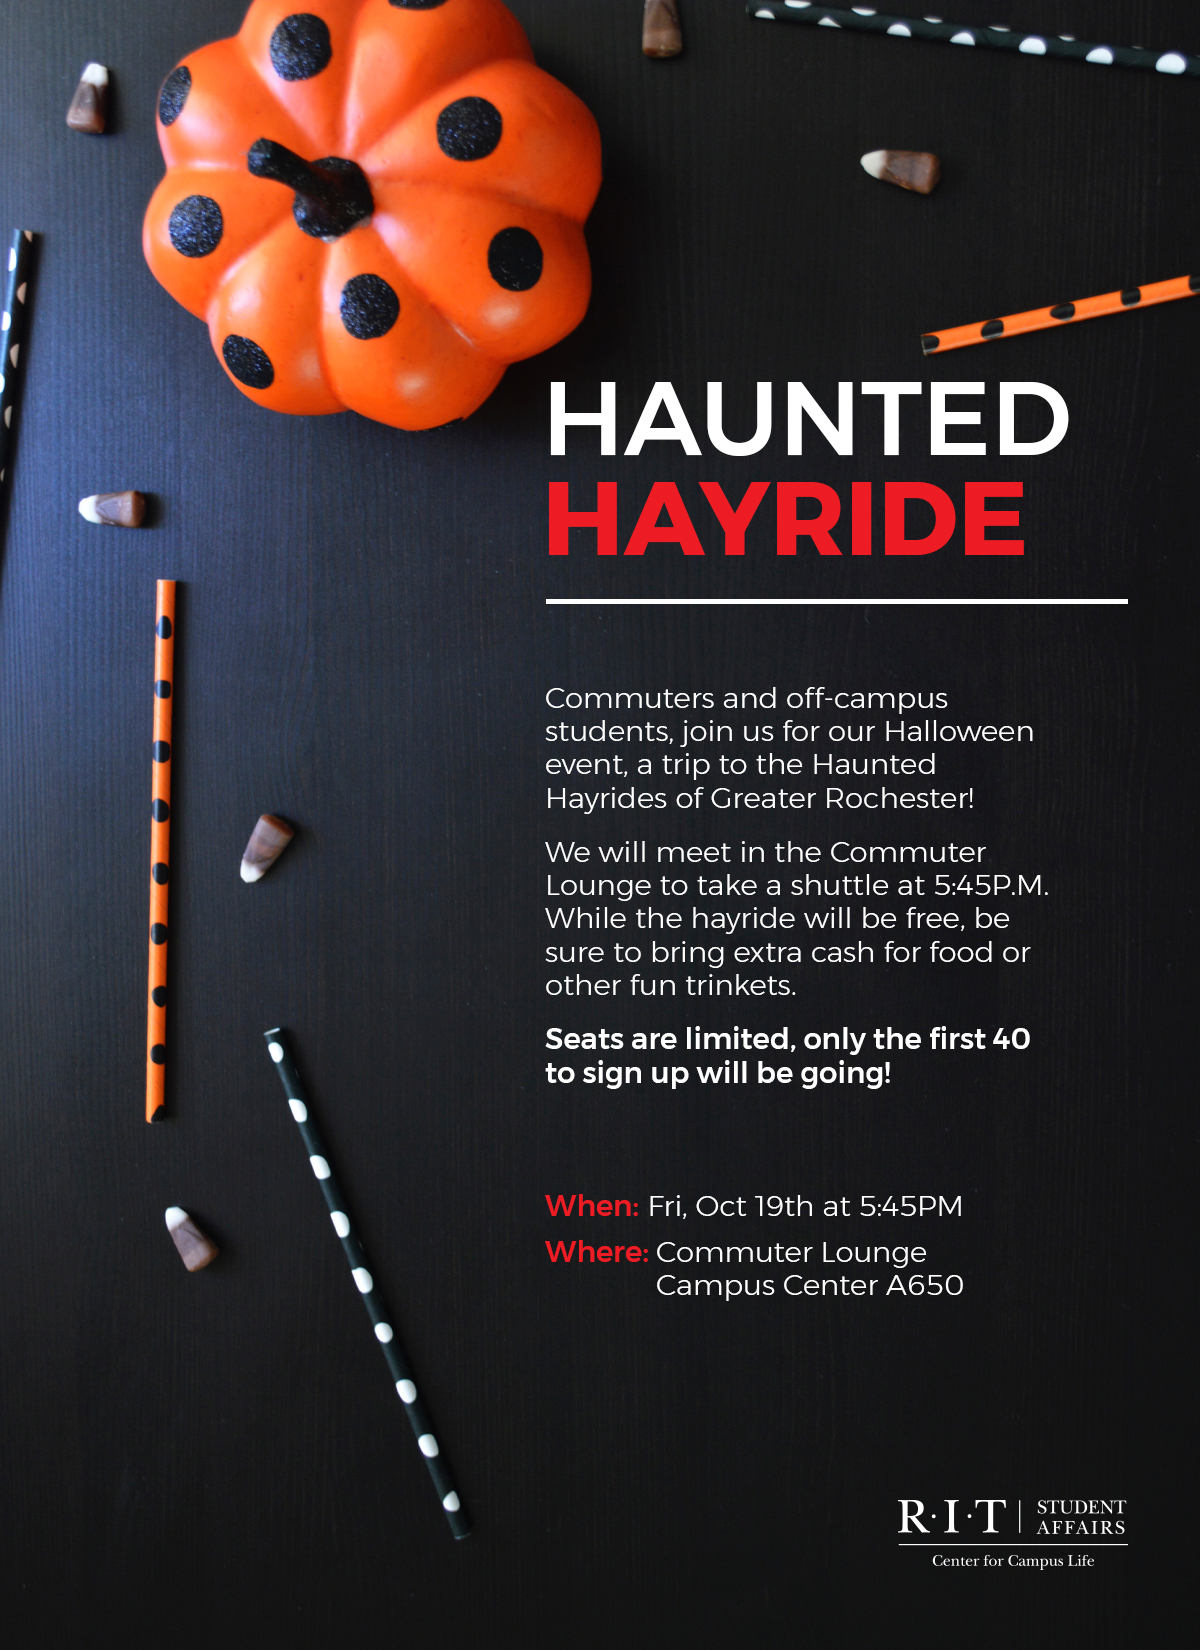 HAUNTED
HAYRIDE
Commuters and off-campus
students, join us for our Halloween
event, a trip to the Haunted
Hayrides of Greater Rochester!
We will meet in the Commuter
Lounge to take a shuttle at 5:45P.M.
While the hayride will be free, be
sure to bring extra cash for food or
other fun trinkets.
Seats are limited, only the first 40
to sign up will be going!
When: Fri, Oct 19th at 5:45PM
Where: Commuter Lounge
Campus Center A650
R·I·T | STUDENT
AFFAIRS
Center for Campus Life